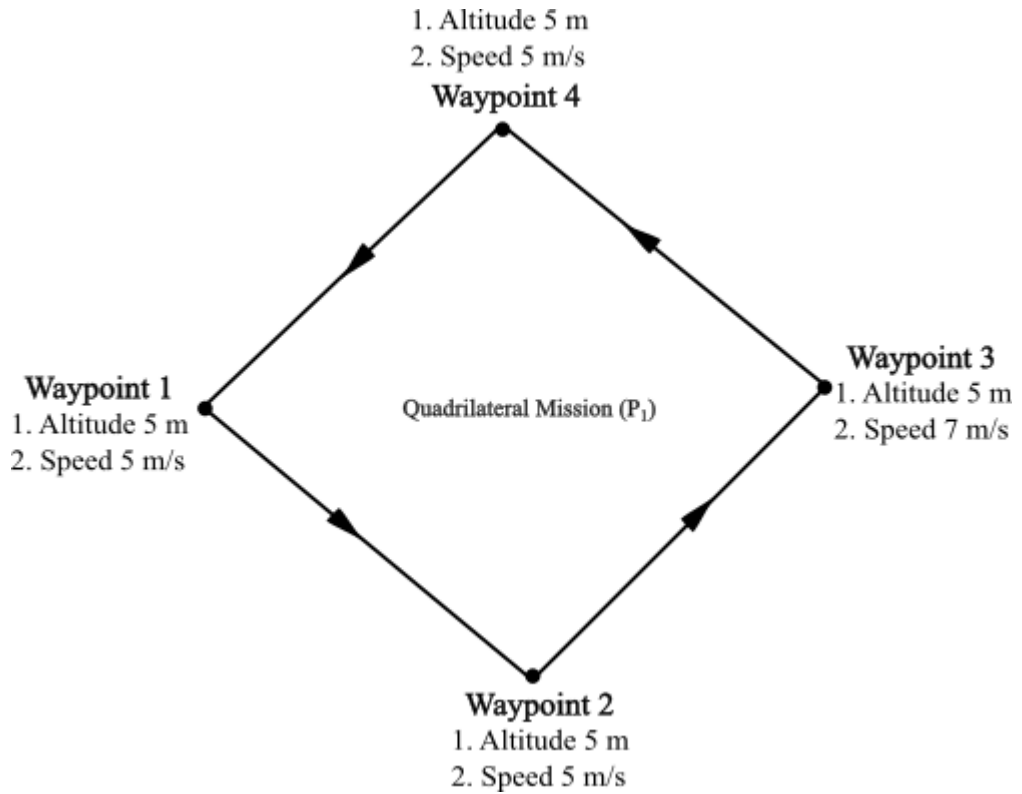 1. Altitude 5 m
2. Speed 5 m/s
Waypoint 4
Waypoint 1
1. Altitude 5 m
2. Speed 5 m/s
Quadrilateral Mission (P₁)
Waypoint 3
1. Altitude 5 m
2. Speed 7 m/s
Waypoint 2
1. Altitude 5 m
2. Speed 5 m/s